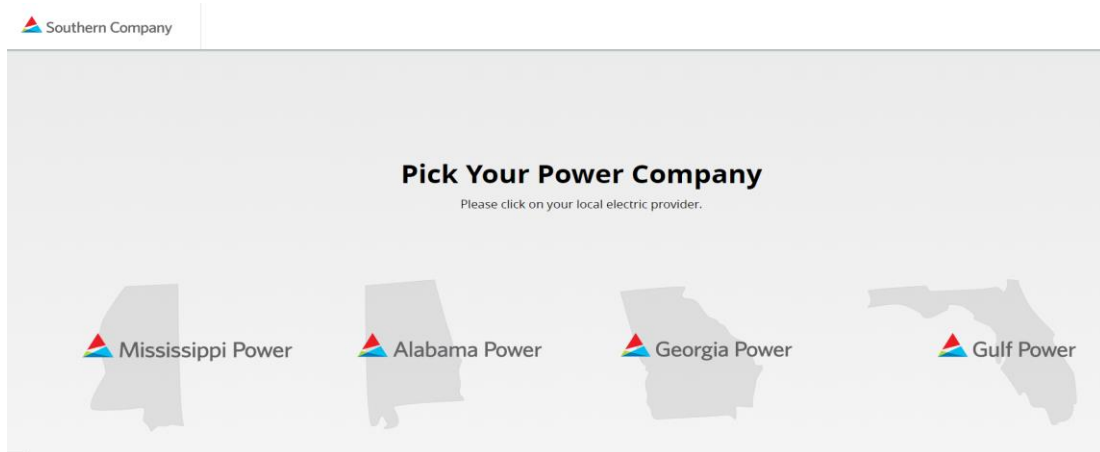 Southern Company
Pick Your Power Company
Please click on your local electric provider.
Mississippi Power
Alabama Power
Georgia Power
Gulf Power